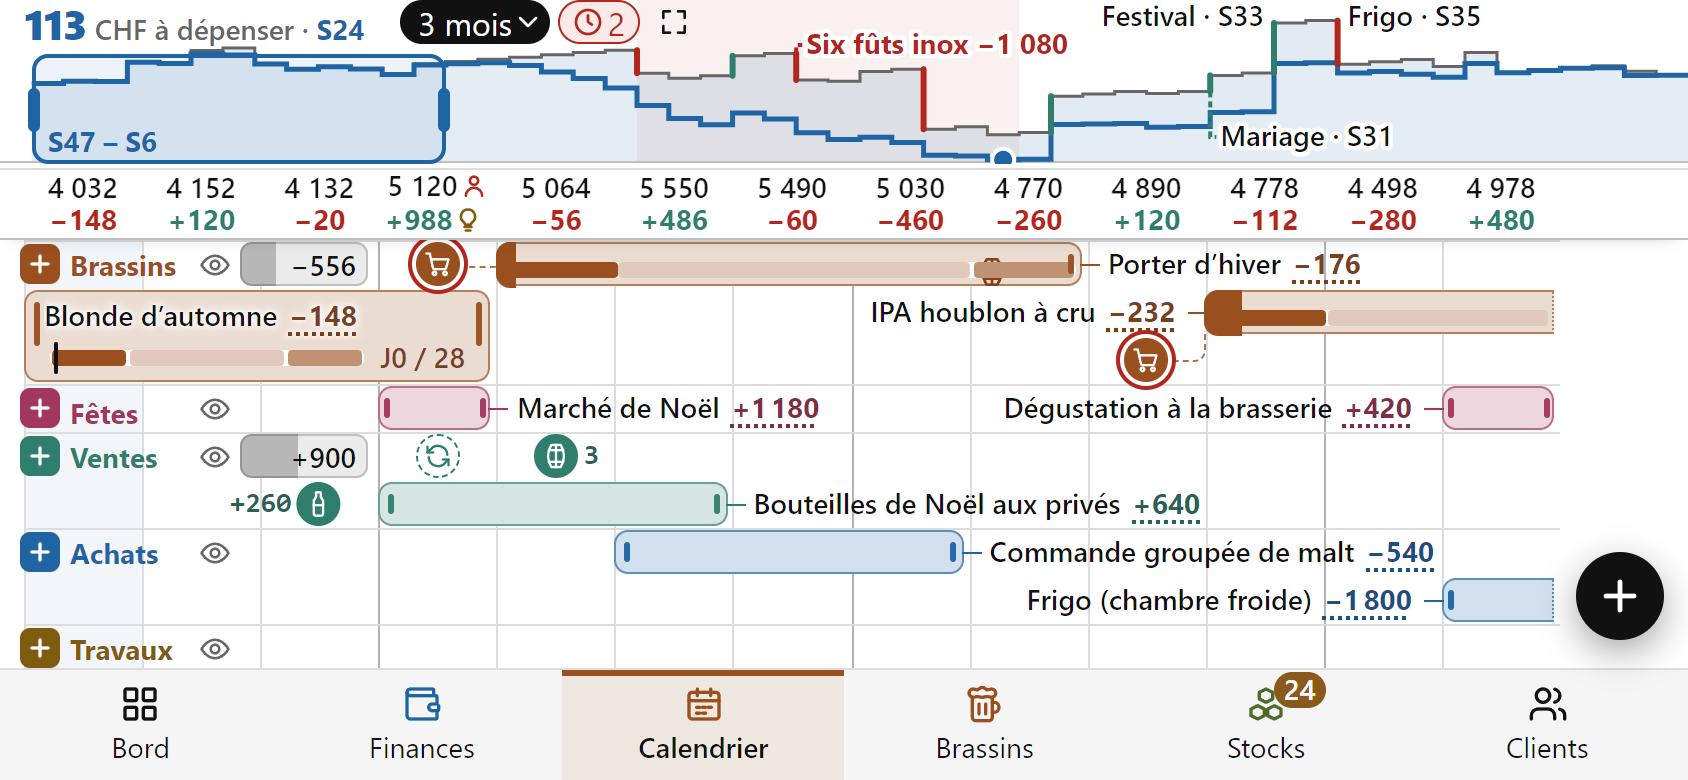 113 CHF à dépenser · S24
3 mois
2
Six fûts inox −1 080
Festival · S33
Frigo · S35
S47 – S6
Mariage · S31
4 032 4 152 4 132 5 120 5 064 5 550 5 490 5 030 4 770 4 890 4 778 4 498 4 978
−148 +120 −20 +988 −56 +486 −60 −460 −260 +120 −112 −280 +480
Brassins −556 Porter d’hiver −176
Blonde d’automne −148 IPA houblon à cru −232
J0 / 28
Fêtes Marché de Noël +1 180 Dégustation à la brasserie +420
Ventes +900 3
+260 Bouteilles de Noël aux privés +640
Achats Commande groupée de malt −540
Frigo (chambre froide) −1 800
Travaux
24
Bord Finances Calendrier Brassins Stocks Clients